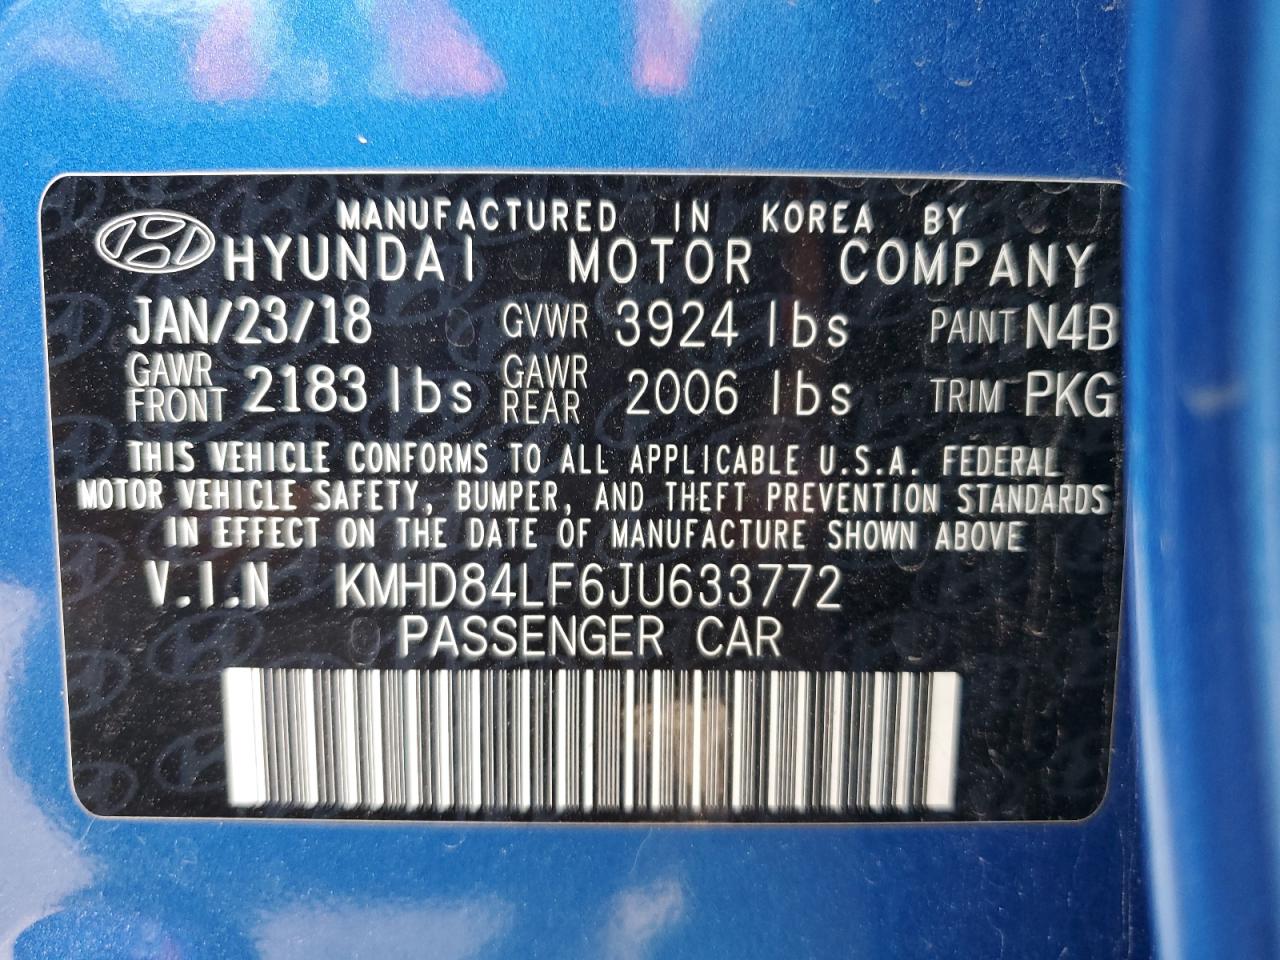 MANUFACTURED IN KOREA BY
HYUNDAI MOTOR COMPANY
JAN/23/18 GVWR 3924 lbs PAINT N4B
GAWR FRONT 2183 lbs GAWR REAR 2006 lbs TRIM PKG
THIS VEHICLE CONFORMS TO ALL APPLICABLE U.S.A. FEDERAL
MOTOR VEHICLE SAFETY, BUMPER, AND THEFT PREVENTION STANDARDS
IN EFFECT ON THE DATE OF MANUFACTURE SHOWN ABOVE
V.I.N KMHD84LF6JU633772
PASSENGER CAR